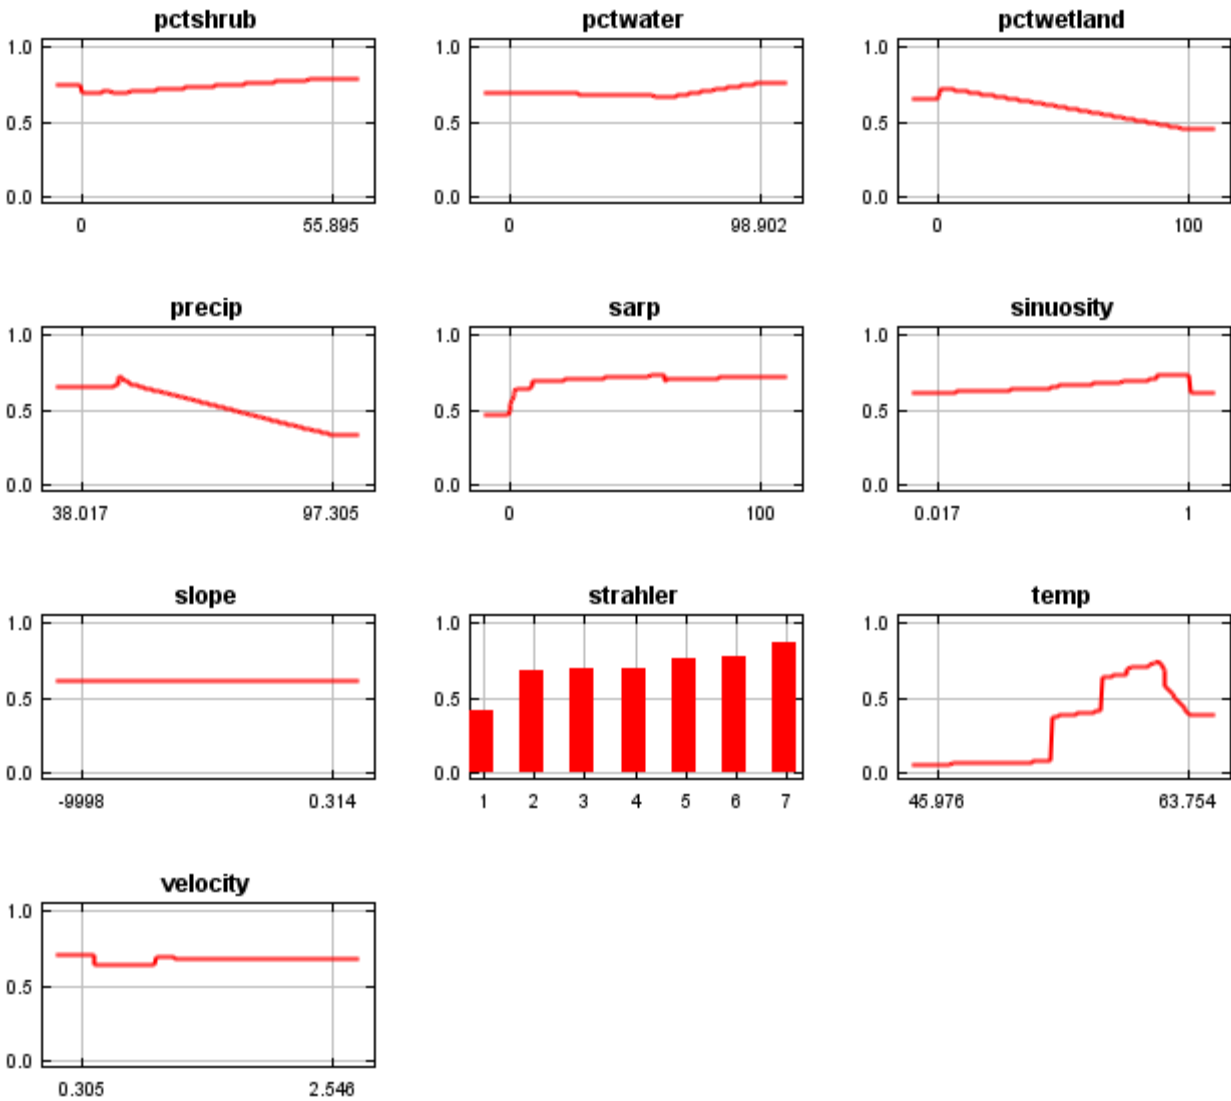 pctshrub pctwater pctwetland
1.0 1.0 1.0
0.5 0.5 0.5
0.0 0.0 0.0
0 55.895 0 98.902 0 100
precip sarp sinuosity
1.0 1.0 1.0
0.5 0.5 0.5
0.0 0.0 0.0
38.017 97.305 0 100 0.017 1
slope strahler temp
1.0 1.0 1.0
0.5 0.5 0.5
0.0 0.0 0.0
-9998 0.314 1 2 3 4 5 6 7 45.976 63.754
velocity
1.0
0.5
0.0
0.305 2.546